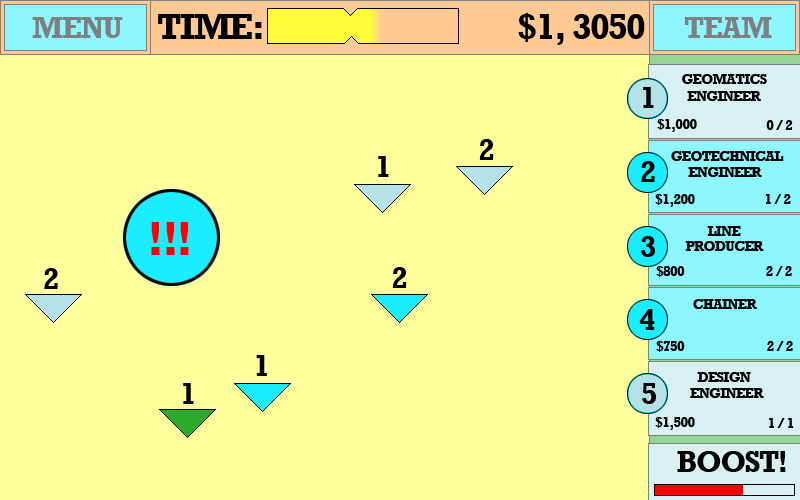 MENU
TIME:
$1, 3050
TEAM
1
GEOMATICS
ENGINEER
$1,000
0 / 2
2
GEOTECHNICAL
ENGINEER
$1,200
1 / 2
3
LINE
PRODUCER
$800
2 / 2
4
CHAINER
$750
2 / 2
5
DESIGN
ENGINEER
$1,500
1 / 1
BOOST!
2
1
!!!
2
2
1
1